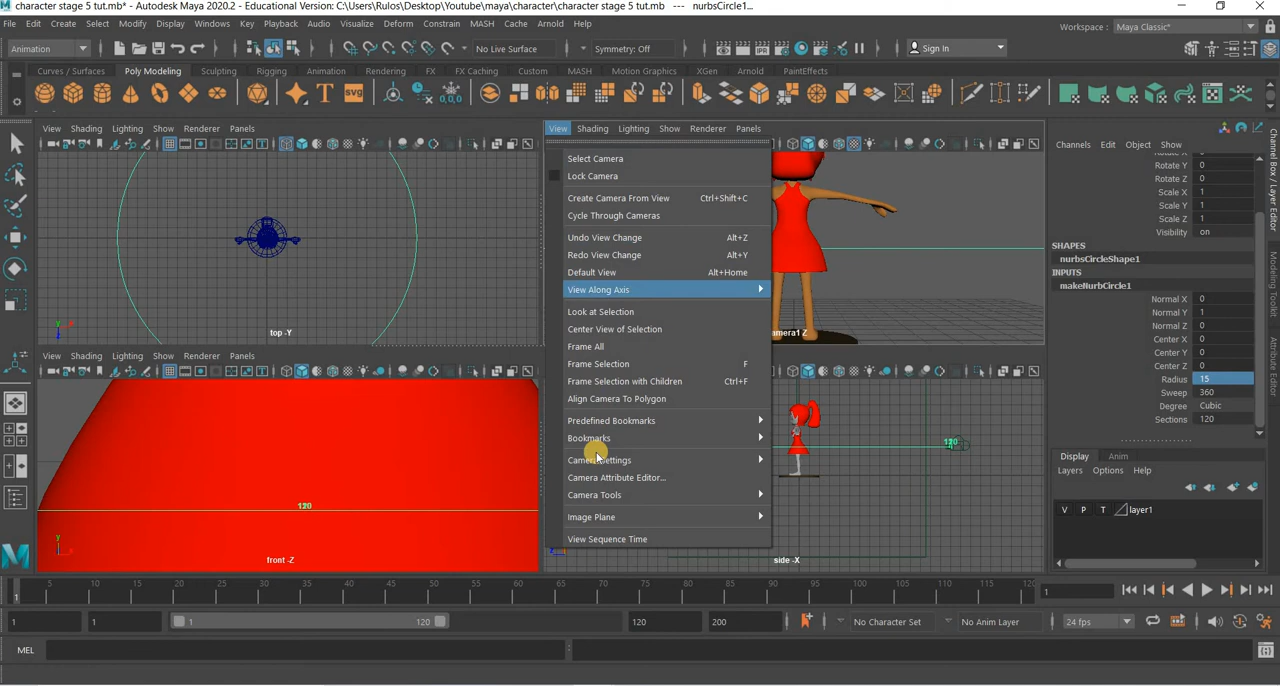 character stage 5 tut.mb* - Autodesk Maya 2020.2 - Educational Version: C:\Users\Rulos\Desktop\Youtube\maya\character\character stage 5 tut.mb --- nurbsCircle1...
File Edit Create Select Modify Display Windows Key Playback Audio Visualize Deform Constrain MASH Cache Arnold Help
Workspace : Maya Classic*
Animation No Live Surface Symmetry: Off Sign In
Curves / Surfaces Poly Modeling Sculpting Rigging Animation Rendering FX FX Caching Custom MASH Motion Graphics XGen Arnold PaintEffects
View Shading Lighting Show Renderer Panels
top -Y
View Shading Lighting Show Renderer Panels
Select Camera
Lock Camera
Create Camera From View Ctrl+Shift+C
Cycle Through Cameras
Undo View Change Alt+Z
Redo View Change Alt+Y
Default View Alt+Home
View Along Axis
Look at Selection
Center View of Selection
Frame All
Frame Selection F
Frame Selection with Children Ctrl+F
Align Camera To Polygon
Predefined Bookmarks
Bookmarks
Camera Settings
Camera Attribute Editor...
Camera Tools
Image Plane
View Sequence Time
amera1 Z
View Shading Lighting Show Renderer Panels
120
front -Z
120
side -X
Channels Edit Object Show
Rotate Y 0
Rotate Z 0
Scale X 1
Scale Y 1
Scale Z 1
Visibility on
SHAPES
nurbsCircleShape1
INPUTS
makeNurbCircle1
Normal X 0
Normal Y 1
Normal Z 0
Center X 0
Center Y 0
Center Z 0
Radius 15
Sweep 360
Degree Cubic
Sections 120
Display Anim
Layers Options Help
V P T layer1
Channel Box / Layer Editor
Modeling Toolkit
Attribute Editor
5 10 15 20 25 30 35 40 45 50 55 60 65 70 75 80 85 90 95 100 105 110 115 120
1 1
1 1 1 120 120 200 No Character Set No Anim Layer 24 fps
MEL